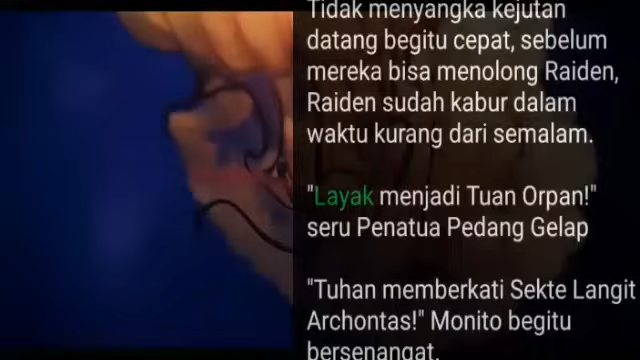 Tidak menyangka kejutan
datang begitu cepat, sebelum
mereka bisa menolong Raiden,
Raiden sudah kabur dalam
waktu kurang dari semalam.
"Layak menjadi Tuan Orpan!"
seru Penatua Pedang Gelap
"Tuhan memberkati Sekte Langit
Archontas!" Monito begitu
bersenangat.